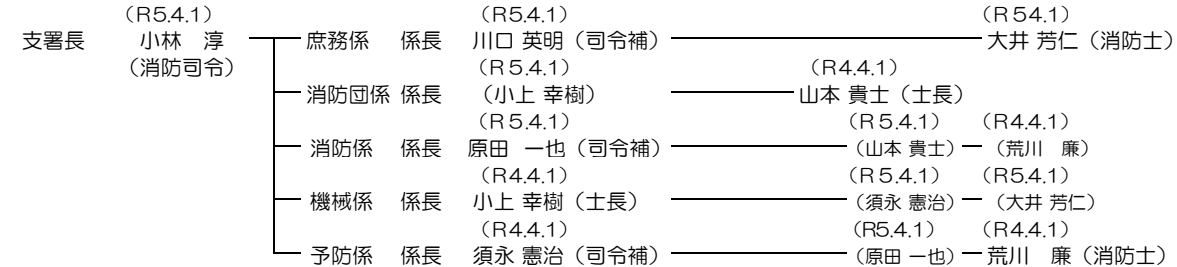 （R5.4.1） （R5.4.1） （R 54.1）
支署長 小林　淳 庶務係 係長 川口 英明（司令補） 大井 芳仁（消防士）
（消防司令） （R 5.4.1） （R4.4.1）
消防団係 係長 （小上 幸樹） 山本 貴士（士長）
（R 5.4.1） （R 5.4.1） （R4.4.1）
消防係 係長 原田 一也（司令補） （山本 貴士） （荒川　廉）
（R4.4.1） （R 5.4.1） （R5.4.1）
機械係 係長 小上 幸樹（士長） （須永 憲治） （大井 芳仁）
（R4.4.1） （R5.4.1） （R4.4.1）
予防係 係長 須永 憲治（司令補） （原田 一也） 荒川　廉（消防士）